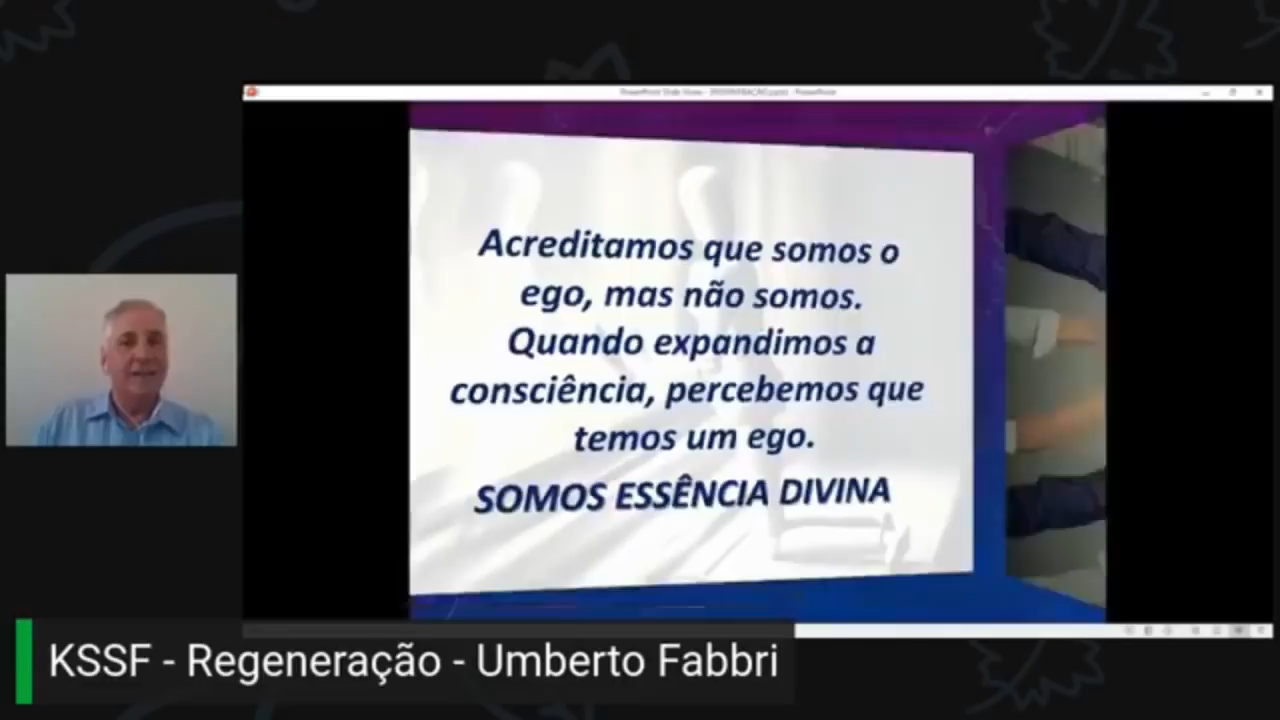 Acreditamos que somos o
ego, mas não somos.
Quando expandimos a
consciência, percebemos que
temos um ego.
SOMOS ESSÊNCIA DIVINA
KSSF - Regeneração - Umberto Fabbri